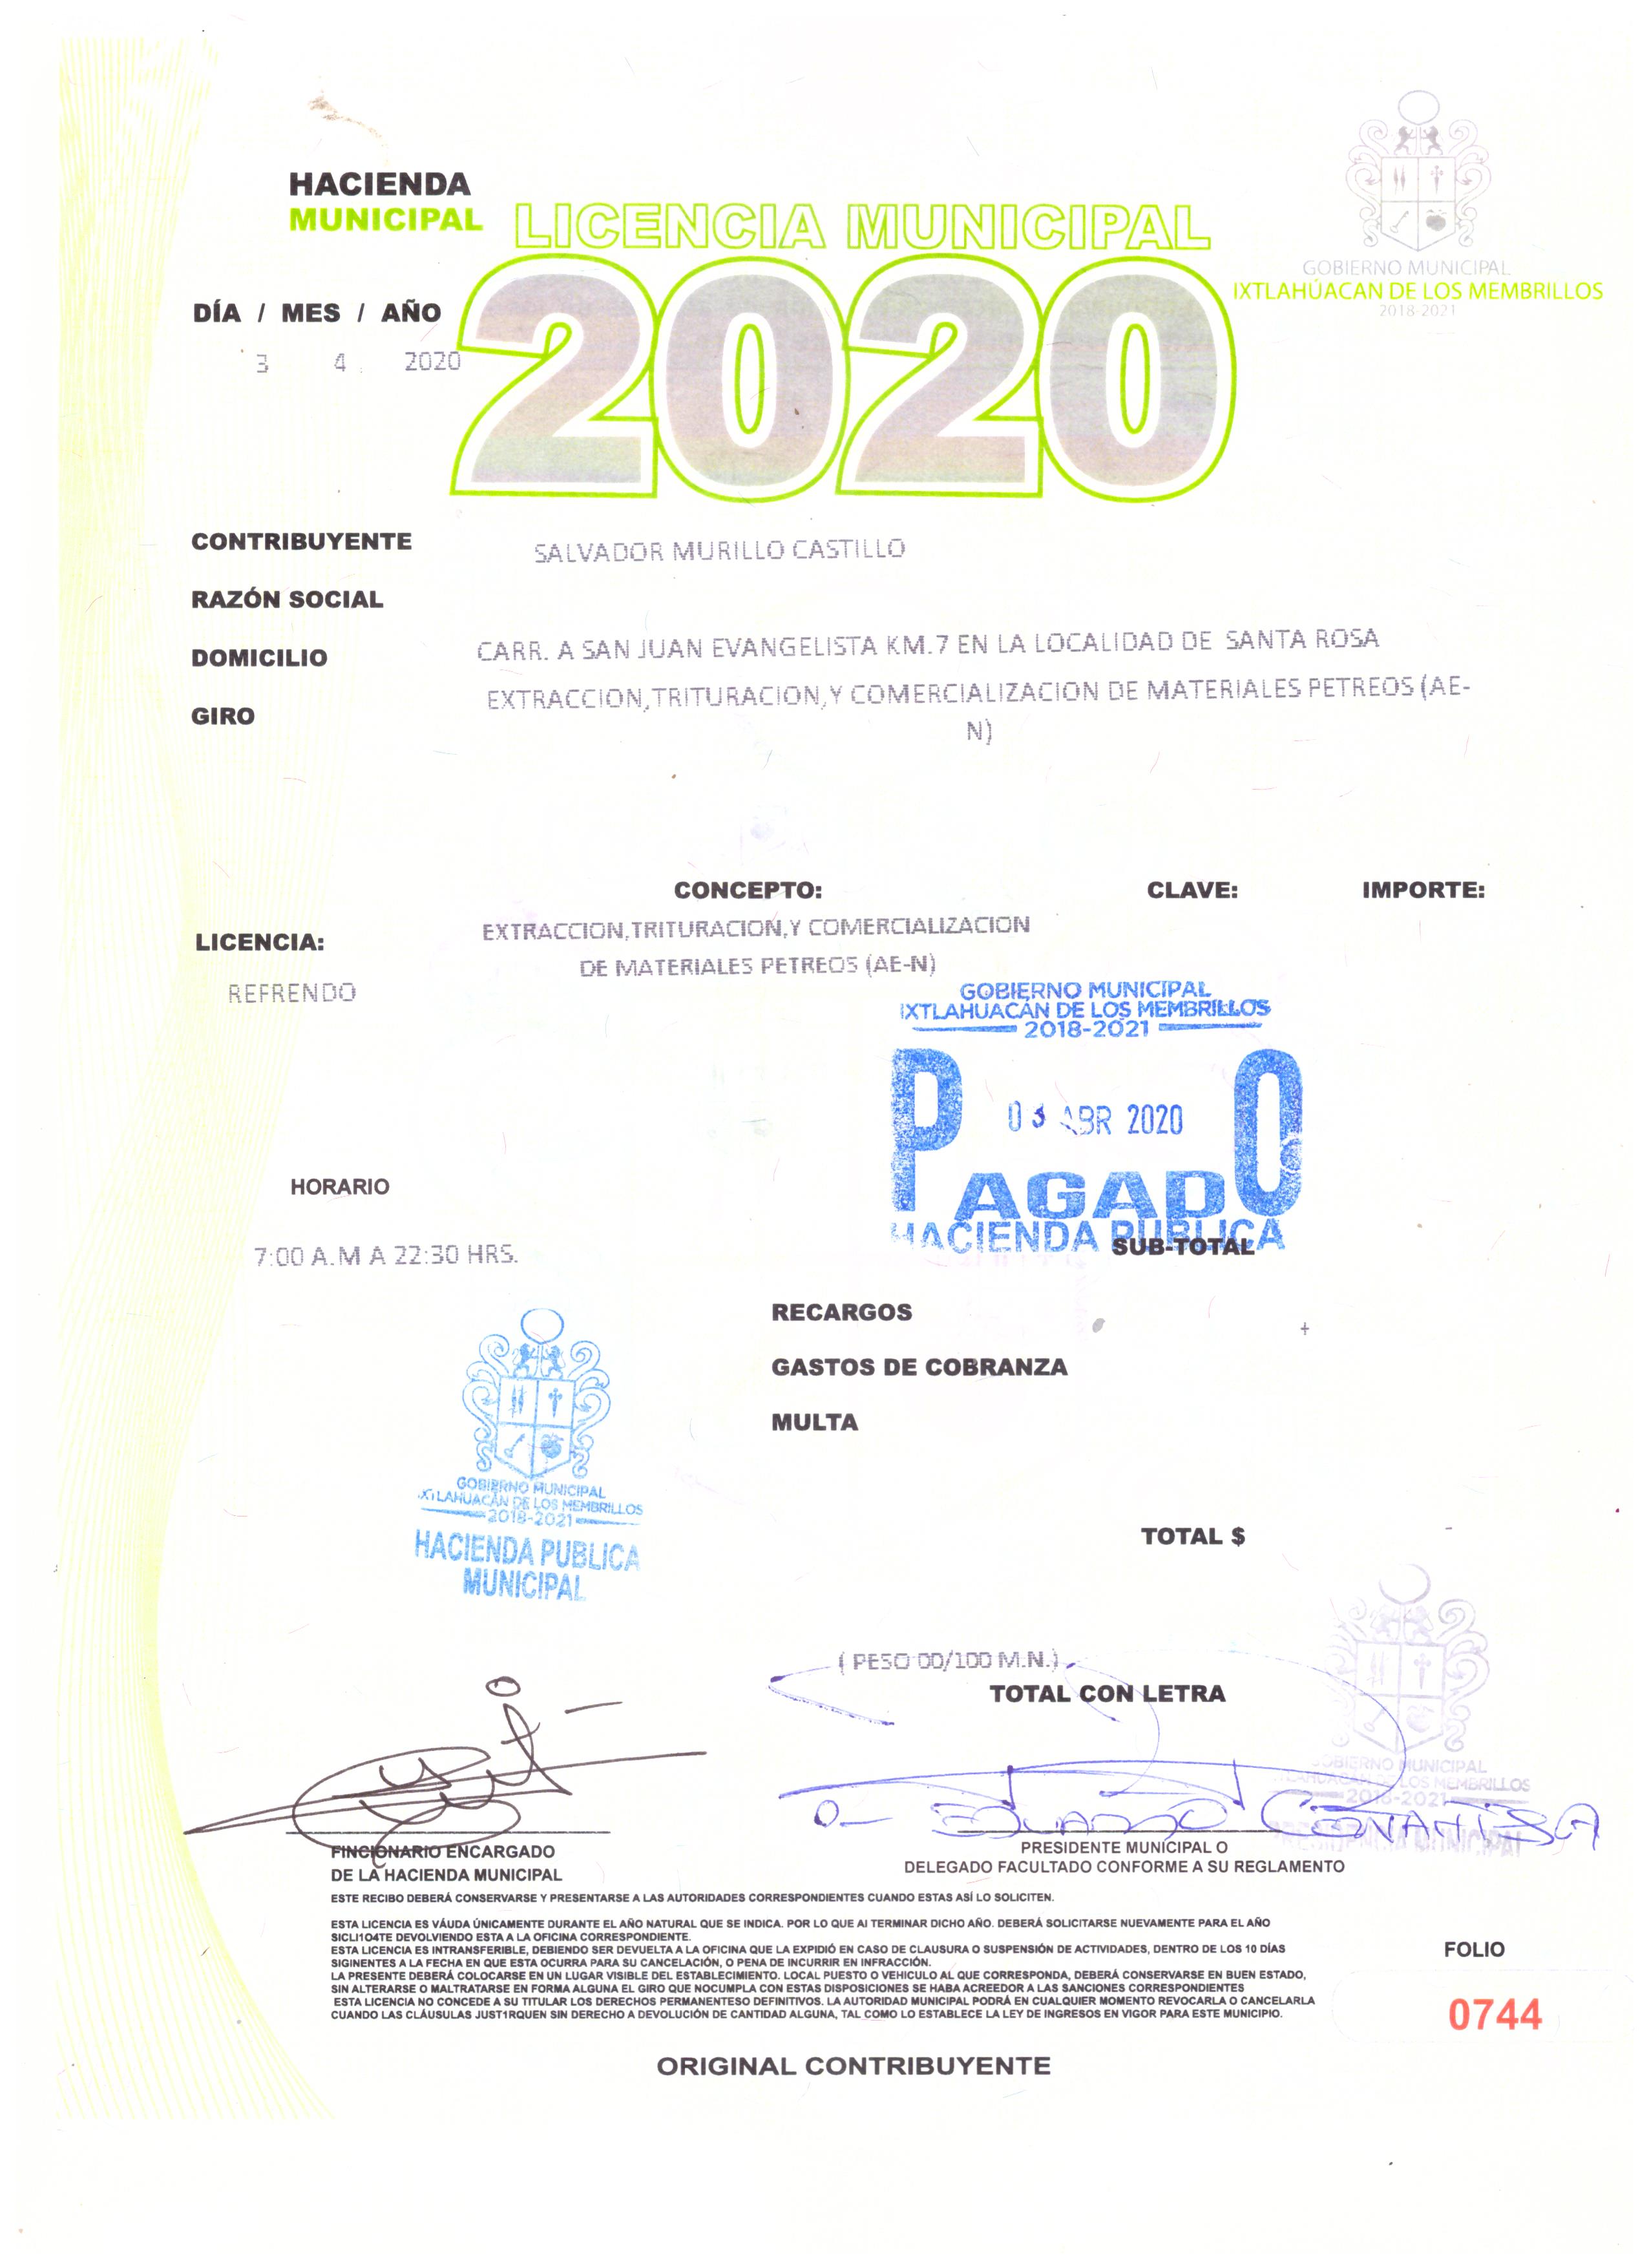 HACIENDA
MUNICIPAL
LICENCIA MUNICIPAL
2020
GOBIERNO MUNICIPAL
IXTLAHUACAN DE LOS MEMBRILLOS
2018-2021
DÍA / MES / AÑO
3 4 2020
CONTRIBUYENTE SALVADOR MURILLO CASTILLO
RAZÓN SOCIAL
DOMICILIO CARR. A SAN JUAN EVANGELISTA KM.7 EN LA LOCALIDAD DE SANTA ROSA
GIRO EXTRACCION,TRITURACION,Y COMERCIALIZACION DE MATERIALES PETREOS (AE-
N)
CONCEPTO: CLAVE: IMPORTE:
LICENCIA: EXTRACCION,TRITURACION,Y COMERCIALIZACION
DE MATERIALES PETREOS (AE-N)
REFRENDO
GOBIERNO MUNICIPAL
IXTLAHUACÁN DE LOS MEMBRILLOS
2018-2021
03 ABR 2020
PAGADO
HACIENDA PUBLICA
HORARIO
SUB-TOTAL
7:00 A.M A 22:30 HRS.
RECARGOS
GASTOS DE COBRANZA
MULTA
GOBIERNO MUNICIPAL
IXTLAHUACÁN DE LOS MEMBRILLOS
2018-2021
HACIENDA PUBLICA
MUNICIPAL
TOTAL $ -
( PESO 00/100 M.N.)
TOTAL CON LETRA
GOBIERNO MUNICIPAL
IXTLAHUACÁN DE LOS MEMBRILLOS
2018-2021
PRESIDENCIA MUNICIPAL
FINCIONARIO ENCARGADO
DE LA HACIENDA MUNICIPAL
PRESIDENTE MUNICIPAL O
DELEGADO FACULTADO CONFORME A SU REGLAMENTO
ESTE RECIBO DEBERÁ CONSERVARSE Y PRESENTARSE A LAS AUTORIDADES CORRESPONDIENTES CUANDO ESTAS ASÍ LO SOLICITEN.
ESTA LICENCIA ES VÁUDA ÚNICAMENTE DURANTE EL AÑO NATURAL QUE SE INDICA. POR LO QUE AI TERMINAR DICHO AÑO. DEBERÁ SOLICITARSE NUEVAMENTE PARA EL AÑO
SICLI1O4TE DEVOLVIENDO ESTA A LA OFICINA CORRESPONDIENTE.
ESTA LICENCIA ES INTRANSFERIBLE, DEBIENDO SER DEVUELTA A LA OFICINA QUE LA EXPIDIÓ EN CASO DE CLAUSURA O SUSPENSIÓN DE ACTIVIDADES, DENTRO DE LOS 10 DÍAS
SIGINENTES A LA FECHA EN QUE ESTA OCURRA PARA SU CANCELACIÓN, O PENA DE INCURRIR EN INFRACCIÓN.
LA PRESENTE DEBERÁ COLOCARSE EN UN LUGAR VISIBLE DEL ESTABLECIMIENTO. LOCAL PUESTO O VEHICULO AL QUE CORRESPONDA, DEBERÁ CONSERVARSE EN BUEN ESTADO,
SIN ALTERARSE O MALTRATARSE EN FORMA ALGUNA EL GIRO QUE NOCUMPLA CON ESTAS DISPOSICIONES SE HABA ACREEDOR A LAS SANCIONES CORRESPONDIENTES
ESTA LICENCIA NO CONCEDE A SU TITULAR LOS DERECHOS PERMANENTESO DEFINITIVOS. LA AUTORIDAD MUNICIPAL PODRÁ EN CUALQUIER MOMENTO REVOCARLA O CANCELARLA
CUANDO LAS CLÁUSULAS JUST1RQUEN SIN DERECHO A DEVOLUCIÓN DE CANTIDAD ALGUNA, TAL COMO LO ESTABLECE LA LEY DE INGRESOS EN VIGOR PARA ESTE MUNICIPIO.
FOLIO
0744
ORIGINAL CONTRIBUYENTE